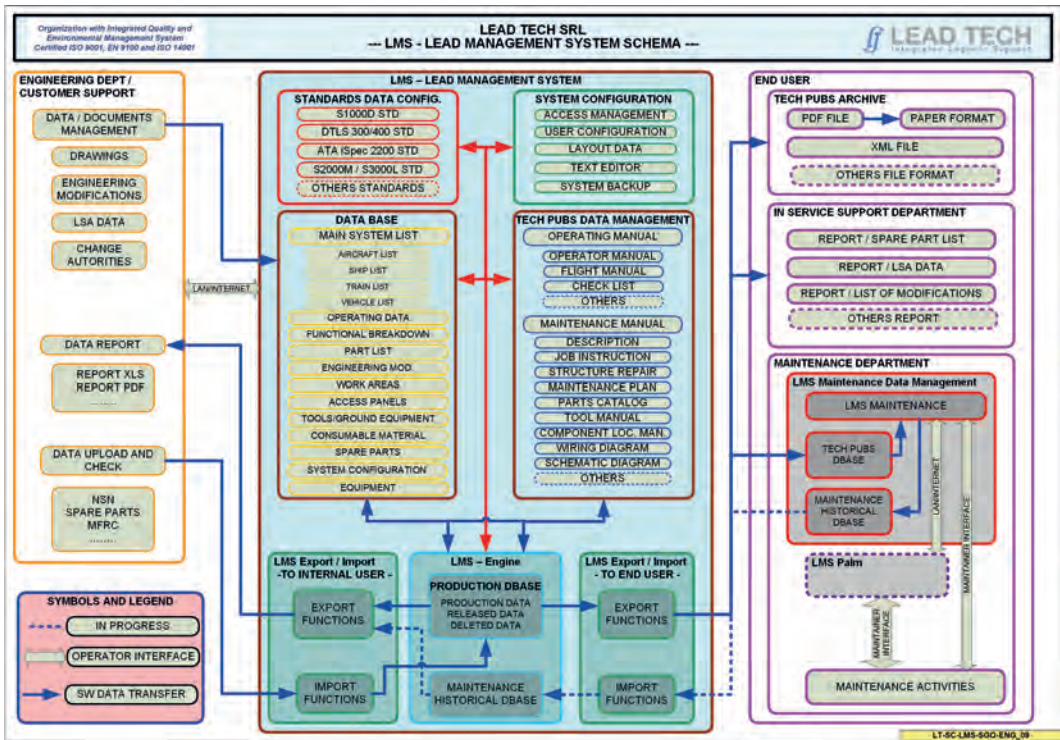 Organization with Integrated Quality and
Environmental Management System
Certified ISO 9001, EN 9100 and ISO 14001
LEAD TECH SRL
--- LMS - LEAD MANAGEMENT SYSTEM SCHEMA ---
LEAD TECH
Integrated Logistic Support
ENGINEERING DEPT /
CUSTOMER SUPPORT
DATA / DOCUMENTS
MANAGEMENT
DRAWINGS
ENGINEERING
MODIFICATIONS
LSA DATA
CHANGE
AUTORITIES
LAN/INTERNET
DATA REPORT
REPORT XLS
REPORT PDF
........
DATA UPLOAD AND
CHECK
NSN
SPARE PARTS
MFRC
........
SYMBOLS AND LEGEND
IN PROGRESS
OPERATOR INTERFACE
SW DATA TRANSFER
LMS – LEAD MANAGEMENT SYSTEM
STANDARDS DATA CONFIG.
S1000D STD
DTLS 300/400 STD
ATA iSpec 2200 STD
S2000M / S3000L STD
OTHERS STANDARDS
SYSTEM CONFIGURATION
ACCESS MANAGEMENT
USER CONFIGURATION
LAYOUT DATA
TEXT EDITOR
SYSTEM BACKUP
DATA BASE
MAIN SYSTEM LIST
AIRCRAFT LIST
SHIP LIST
TRAIN LIST
VEHICLE LIST
OPERATING DATA
FUNCTIONAL BREAKDOWN
PART LIST
ENGINEERING MOD.
WORK AREAS
ACCESS PANELS
TOOLS/GROUND EQUIPMENT
CONSUMABLE MATERIAL
SPARE PARTS
SYSTEM CONFIGURATION
EQUIPMENT
TECH PUBS DATA MANAGEMENT
OPERATING MANUAL
OPERATOR MANUAL
FLIGHT MANUAL
CHECK LIST
OTHERS
MAINTENANCE MANUAL
DESCRIPTION
JOB INSTRUCTION
STRUCTURE REPAIR
MAINTENANCE PLAN
PARTS CATALOG
TOOL MANUAL
COMPONENT LOC. MAN.
WIRING DIAGRAM
SCHEMATIC DIAGRAM
OTHERS
LMS Export / Import
-TO INTERNAL USER -
EXPORT
FUNCTIONS
IMPORT
FUNCTIONS
LMS – Engine
PRODUCTION DBASE
PRODUCTION DATA
RELEASED DATA
DELETED DATA
MAINTENANCE
HISTORICAL DBASE
LMS Export / Import
-TO END USER -
EXPORT
FUNCTIONS
IMPORT
FUNCTIONS
END USER
TECH PUBS ARCHIVE
PDF FILE
PAPER FORMAT
XML FILE
OTHERS FILE FORMAT
IN SERVICE SUPPORT DEPARTMENT
REPORT / SPARE PART LIST
REPORT / LSA DATA
REPORT / LIST OF MODIFICATIONS
OTHERS REPORT
MAINTENANCE DEPARTMENT
LMS Maintenance Data Management
LMS MAINTENANCE
TECH PUBS
DBASE
MAINTENANCE
HISTORICAL
DBASE
LAN/INTERNET
MAINTAINER INTERFACE
LMS Palm
MAINTAINER
INTERFACE
MAINTENANCE ACTIVITIES
LT-SC-LMS-SGO-ENG_09